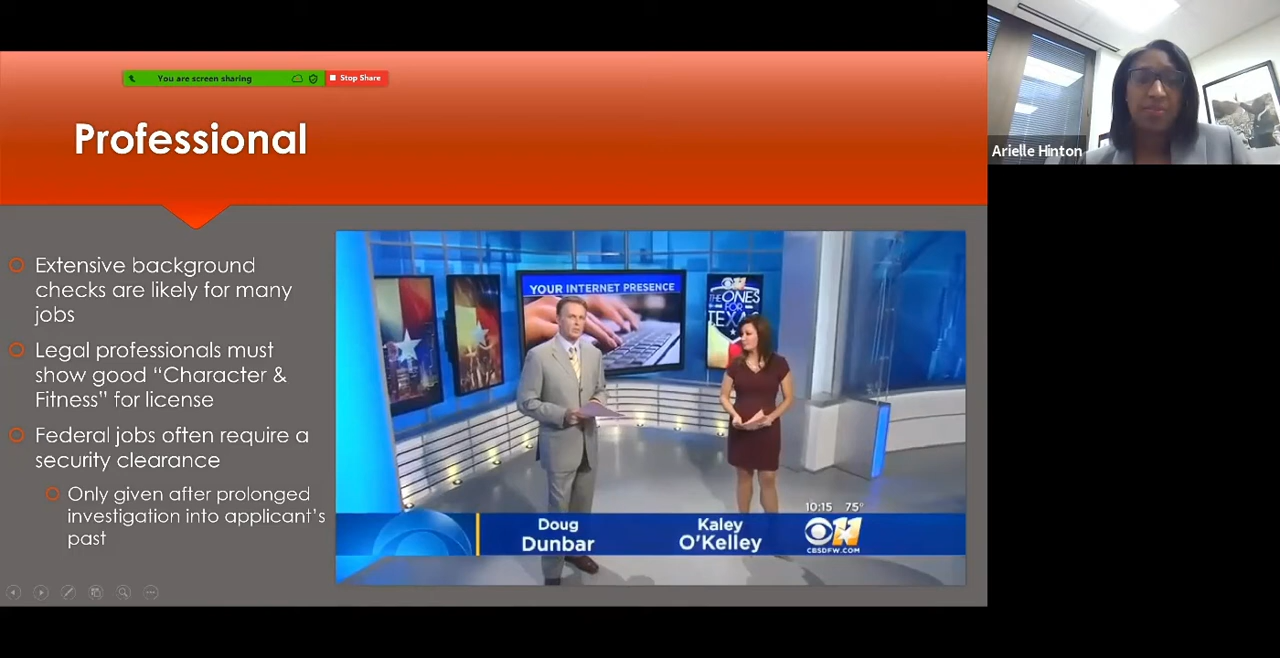 You are screen sharing
Stop Share
Professional
Arielle Hinton
Extensive background
checks are likely for many
jobs
Legal professionals must
show good “Character &
Fitness” for license
Federal jobs often require a
security clearance
Only given after prolonged
investigation into applicant’s
past
YOUR INTERNET PRESENCE
11
THE ONES
FOR
TEXAS
10:15 75°
Doug
Dunbar
Kaley
O’Kelley
11
CBSDFW.COM